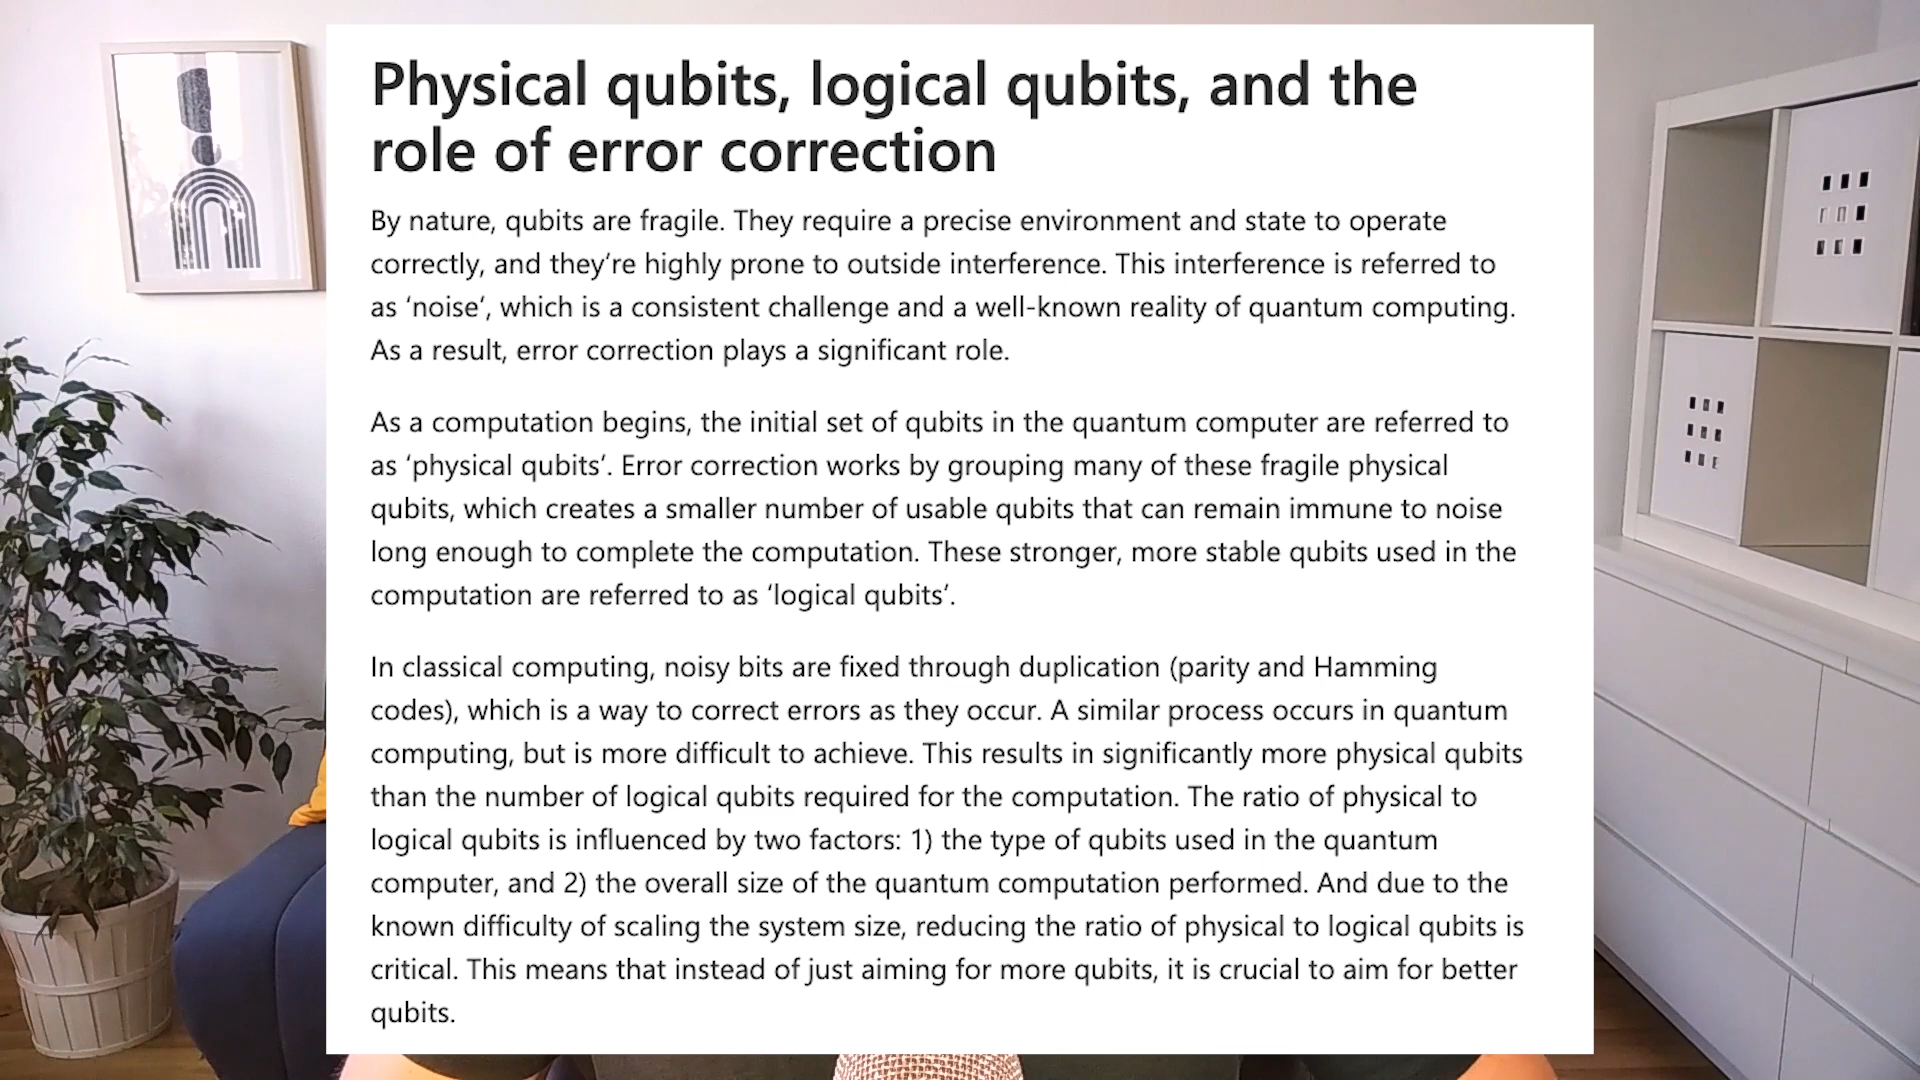 Physical qubits, logical qubits, and the
role of error correction
By nature, qubits are fragile. They require a precise environment and state to operate
correctly, and they’re highly prone to outside interference. This interference is referred to
as ‘noise’, which is a consistent challenge and a well-known reality of quantum computing.
As a result, error correction plays a significant role.
As a computation begins, the initial set of qubits in the quantum computer are referred to
as ‘physical qubits’. Error correction works by grouping many of these fragile physical
qubits, which creates a smaller number of usable qubits that can remain immune to noise
long enough to complete the computation. These stronger, more stable qubits used in the
computation are referred to as ‘logical qubits’.
In classical computing, noisy bits are fixed through duplication (parity and Hamming
codes), which is a way to correct errors as they occur. A similar process occurs in quantum
computing, but is more difficult to achieve. This results in significantly more physical qubits
than the number of logical qubits required for the computation. The ratio of physical to
logical qubits is influenced by two factors: 1) the type of qubits used in the quantum
computer, and 2) the overall size of the quantum computation performed. And due to the
known difficulty of scaling the system size, reducing the ratio of physical to logical qubits is
critical. This means that instead of just aiming for more qubits, it is crucial to aim for better
qubits.